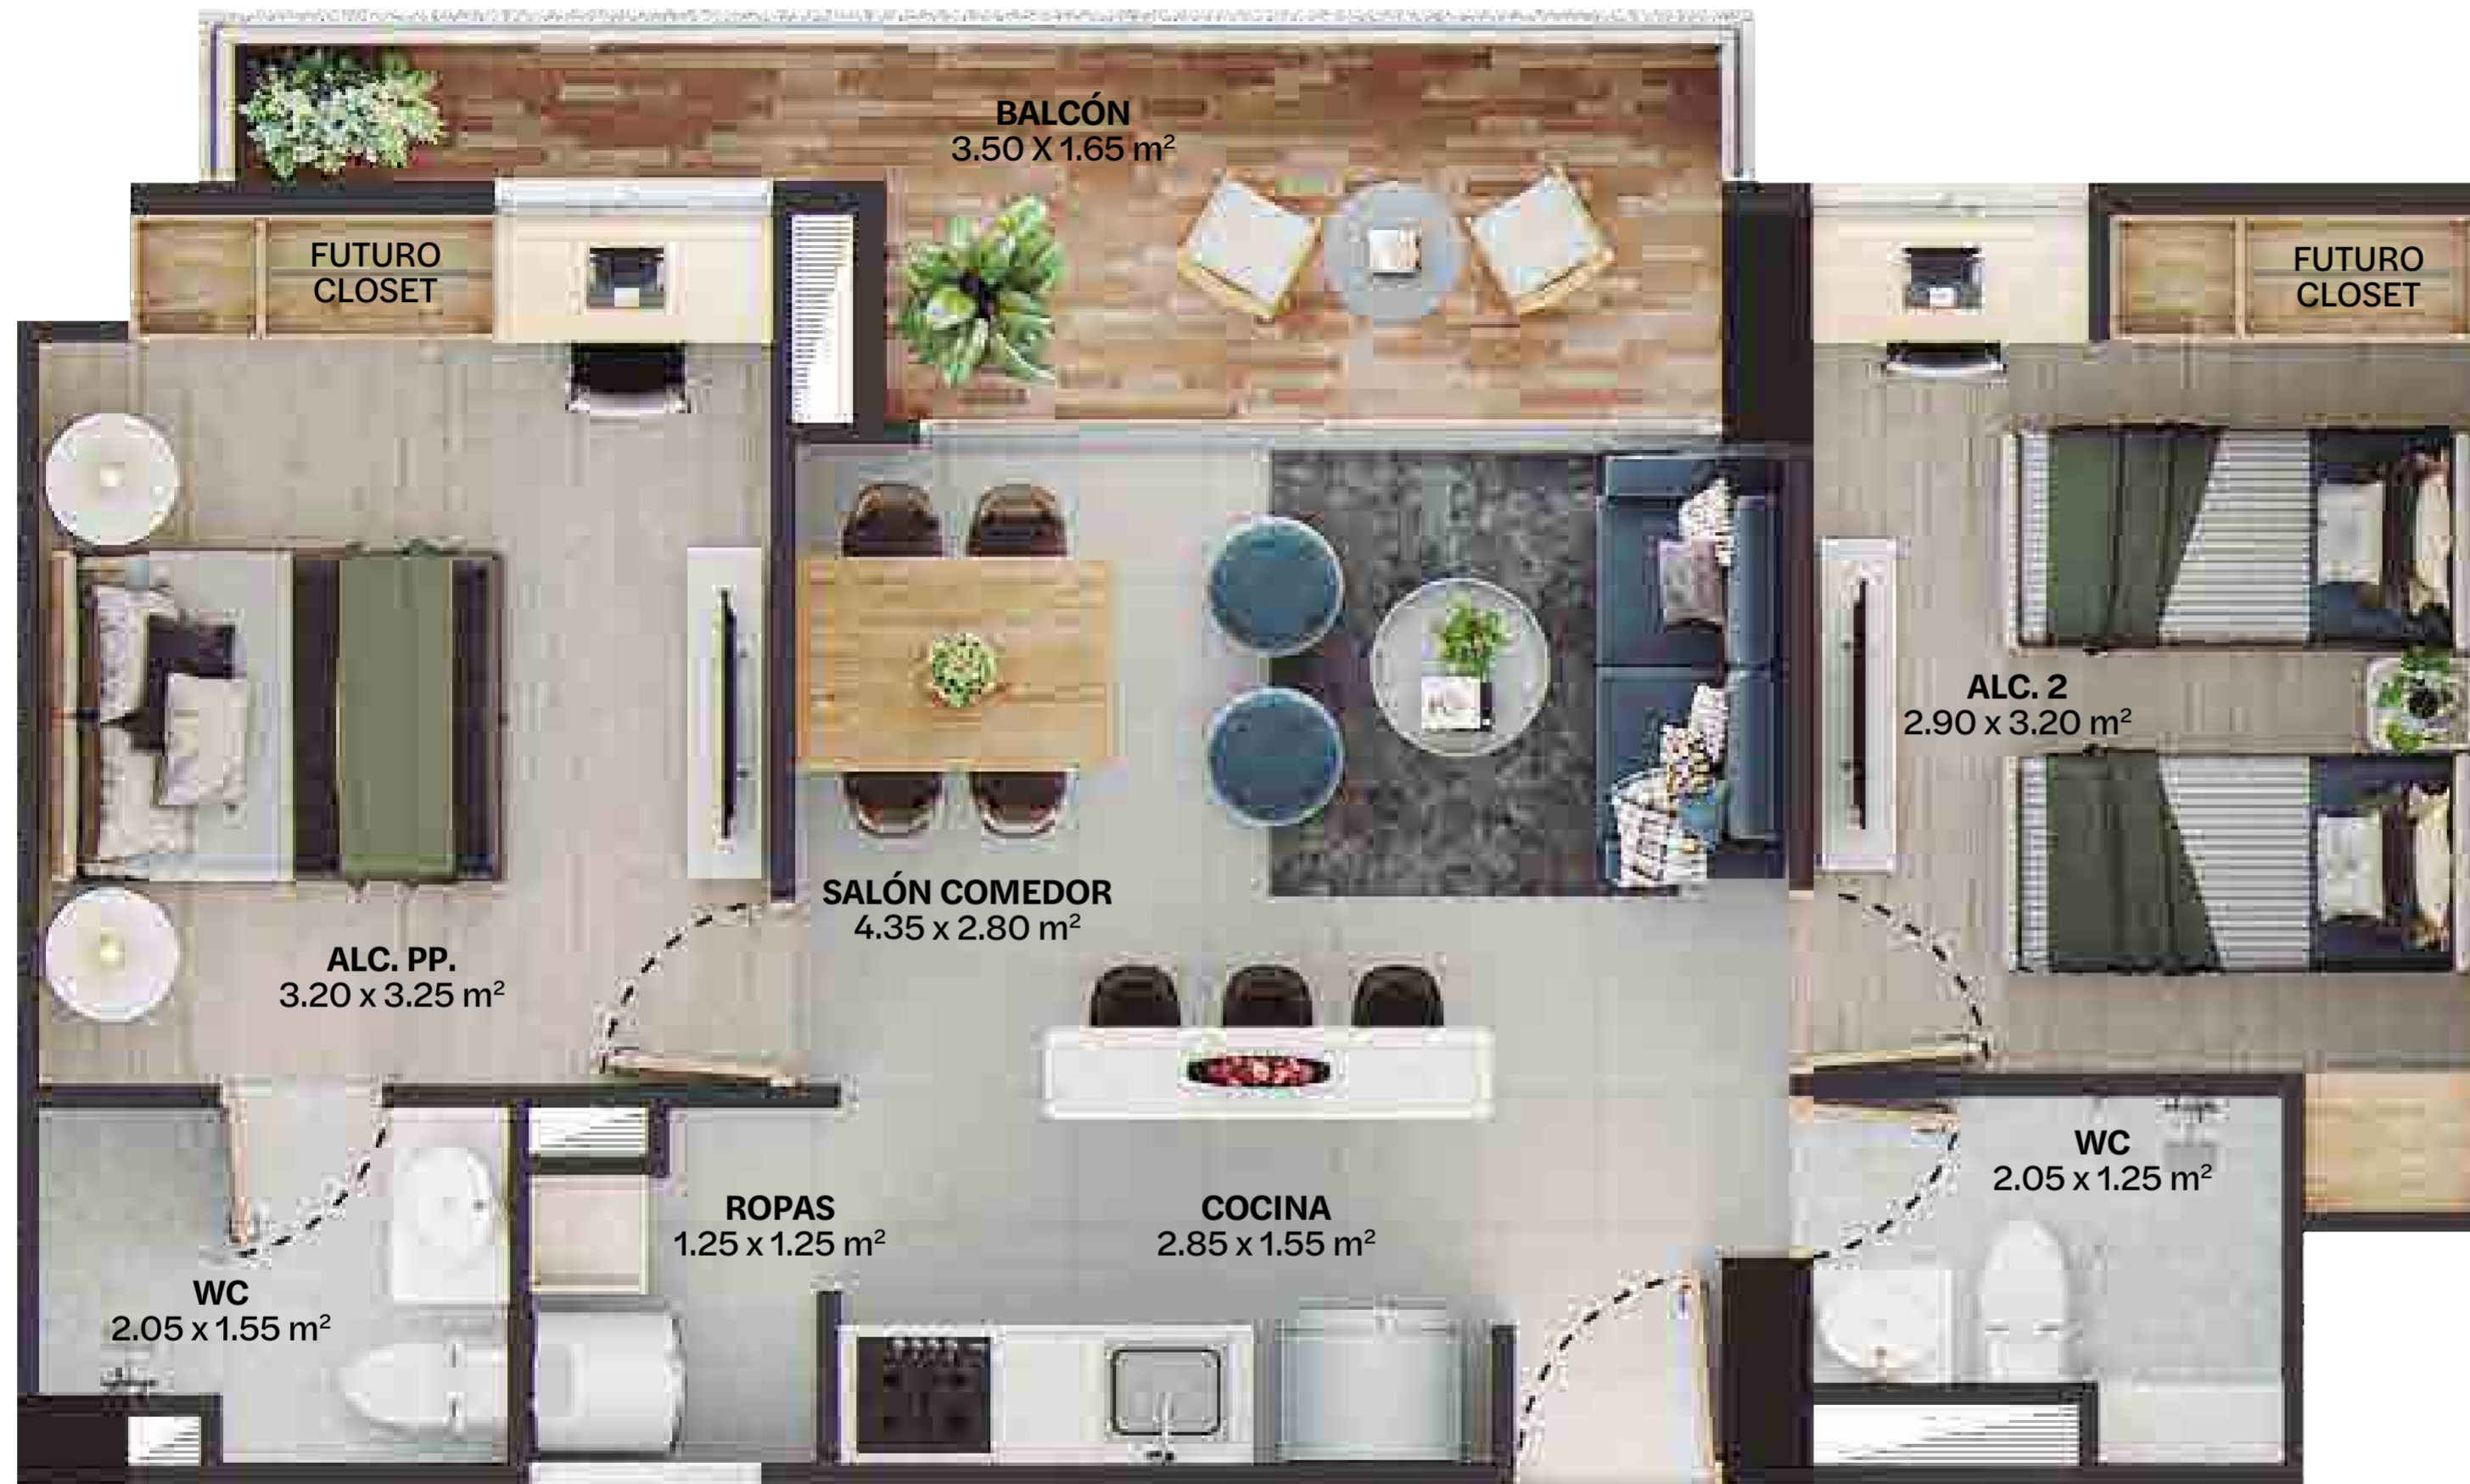 BALCÓN
3.50 X 1.65 m²
FUTURO
CLOSET
FUTURO
CLOSET
ALC. 2
2.90 x 3.20 m²
SALÓN COMEDOR
4.35 x 2.80 m²
ALC. PP.
3.20 x 3.25 m²
WC
2.05 x 1.25 m²
ROPAS
1.25 x 1.25 m²
COCINA
2.85 x 1.55 m²
WC
2.05 x 1.55 m²